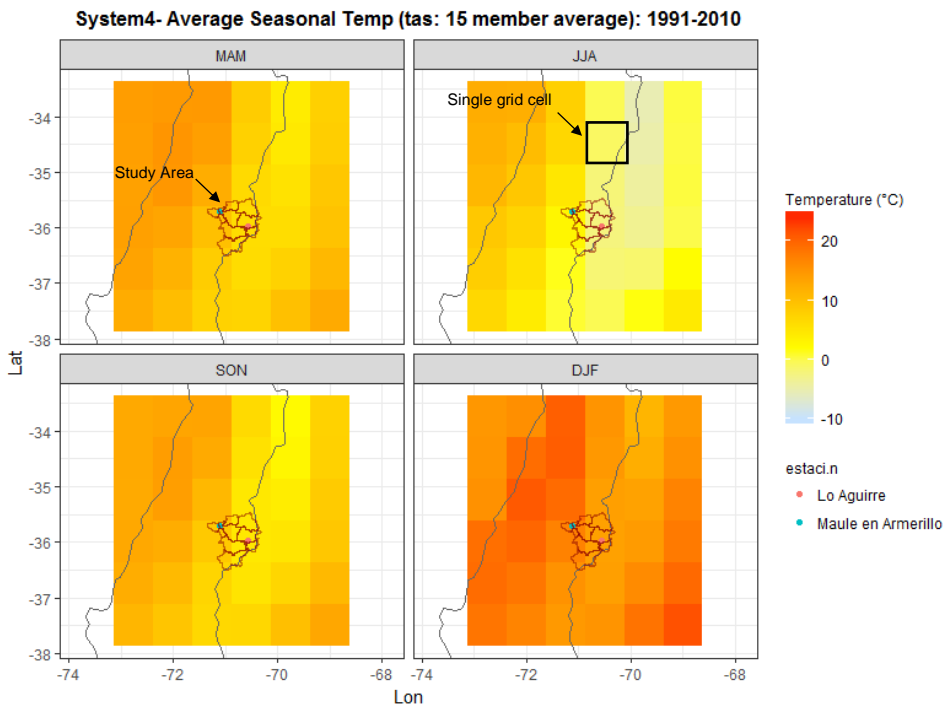 System4- Average Seasonal Temp (tas: 15 member average): 1991-2010
MAM
JJA
-34
-35
-36
-37
-38
Study Area
Single grid cell
SON
DJF
-34
-35
-36
-37
-38
Lat
-74
-72
-70
-68
-74
-72
-70
-68
Lon
Temperature (°C)
20
10
0
-10
estaci.n
Lo Aguirre
Maule en Armerillo